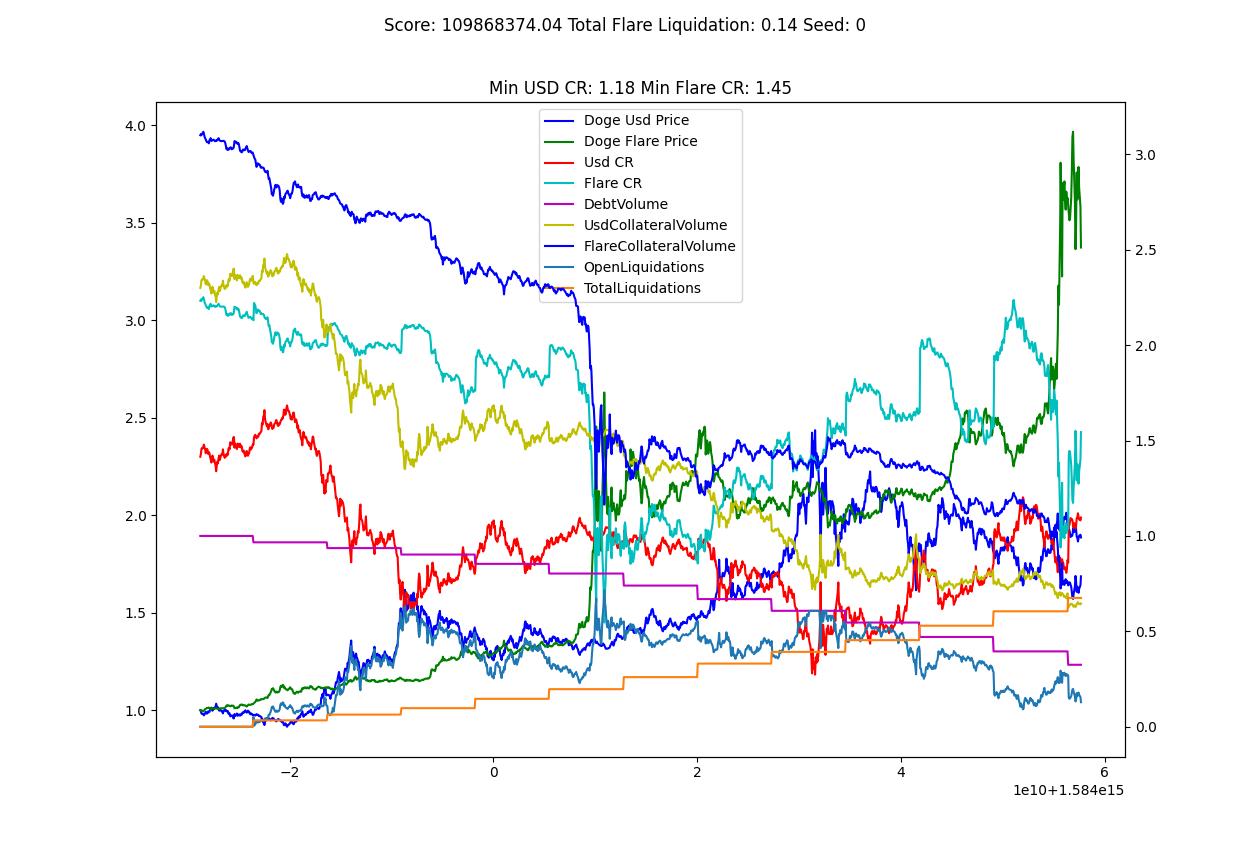 Score: 109868374.04 Total Flare Liquidation: 0.14 Seed: 0
Min USD CR: 1.18 Min Flare CR: 1.45
4.0
3.5
3.0
2.5
2.0
1.5
1.0
Doge Usd Price
Doge Flare Price
Usd CR
Flare CR
DebtVolume
UsdCollateralVolume
FlareCollateralVolume
OpenLiquidations
TotalLiquidations
3.0
2.5
2.0
1.5
1.0
0.5
0.0
−2 0 2 4 6
1e10+1.584e15